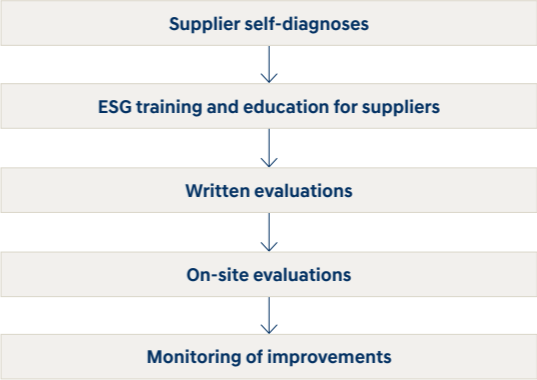 Supplier self-diagnoses
ESG training and education for suppliers
Written evaluations
On-site evaluations
Monitoring of improvements